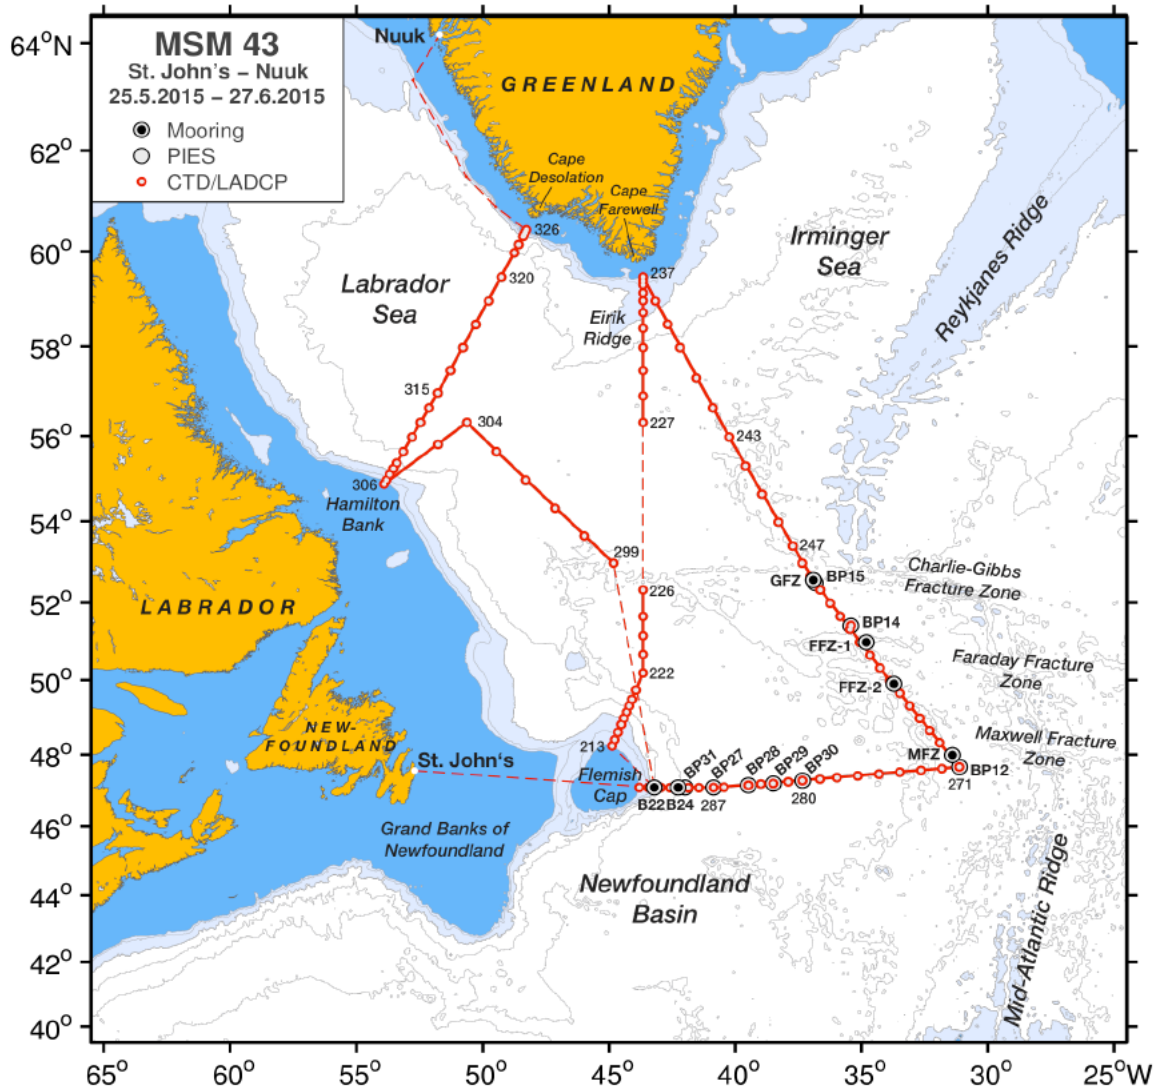 MSM 43
St. John's – Nuuk
25.5.2015 – 27.6.2015
Mooring
PIES
CTD/LADCP
64°N
62°
60°
58°
56°
54°
52°
50°
48°
46°
44°
42°
40°
65°
60°
55°
50°
45°
40°
35°
30°
25°W
Nuuk
GREENLAND
Cape
Desolation
Cape
Farewell
326
320
315
306
304
299
237
227
226
222
213
243
247
Labrador
Sea
Irminger
Sea
Eirik
Ridge
Reykjanes Ridge
Hamilton
Bank
LABRADOR
NEW-
FOUNDLAND
St. John's
Flemish
Cap
Grand Banks of
Newfoundland
Newfoundland
Basin
GFZ
BP15
BP14
FFZ-1
FFZ-2
MFZ
BP12
271
BP31
BP27
BP28
BP29
BP30
B22
B24
287
280
Charlie-Gibbs
Fracture Zone
Faraday Fracture
Zone
Maxwell Fracture
Zone
Mid-Atlantic Ridge